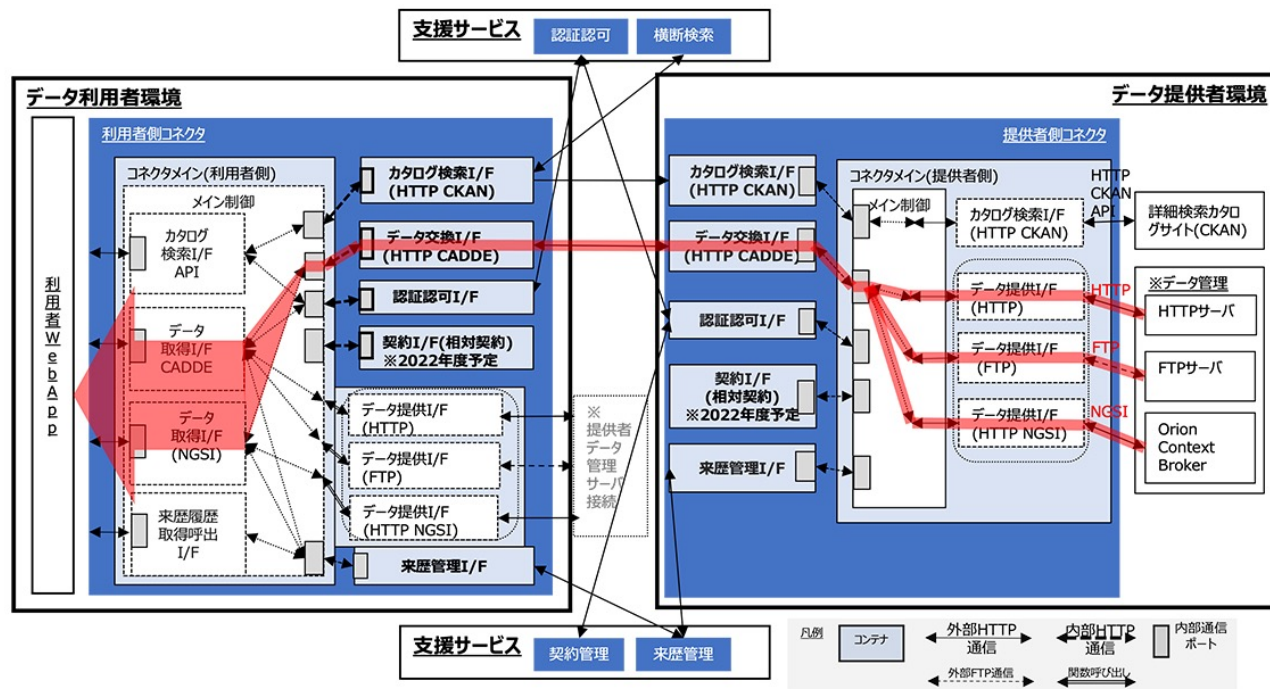 支援サービス
認証認可
横断検索
データ利用者環境
利用者WebApp
利用者側コネクタ
コネクタメイン(利用者側)
メイン制御
カタログ
検索I/F
API
データ
取得I/F
CADDE
データ
取得I/F
(NGSI)
来歴履歴
取得呼出
I/F
カタログ検索I/F
(HTTP CKAN)
データ交換I/F
(HTTP CADDE)
認証認可I/F
契約I/F(相対契約)
※2022年度予定
データ提供I/F
(HTTP)
データ提供I/F
(FTP)
データ提供I/F
(HTTP NGSI)
来歴管理I/F
※
提供者
データ
管理
サーバ
接続
データ提供者環境
提供者側コネクタ
カタログ検索I/F
(HTTP CKAN)
データ交換I/F
(HTTP CADDE)
認証認可I/F
契約I/F
(相対契約)
※2022年度予定
来歴管理I/F
コネクタメイン(提供者側)
メイン制御
カタログ検索I/F
(HTTP CKAN)
データ提供I/F
(HTTP)
データ提供I/F
(FTP)
データ提供I/F
(HTTP NGSI)
HTTP
CKAN
API
HTTP
FTP
NGSI
詳細検索カタロ
グサイト(CKAN)
※データ管理
HTTPサーバ
FTPサーバ
Orion
Context
Broker
支援サービス
契約管理
来歴管理
凡例
コンテナ
外部HTTP
通信
内部HTTP
通信
内部通信
ポート
外部FTP通信
関数呼び出し